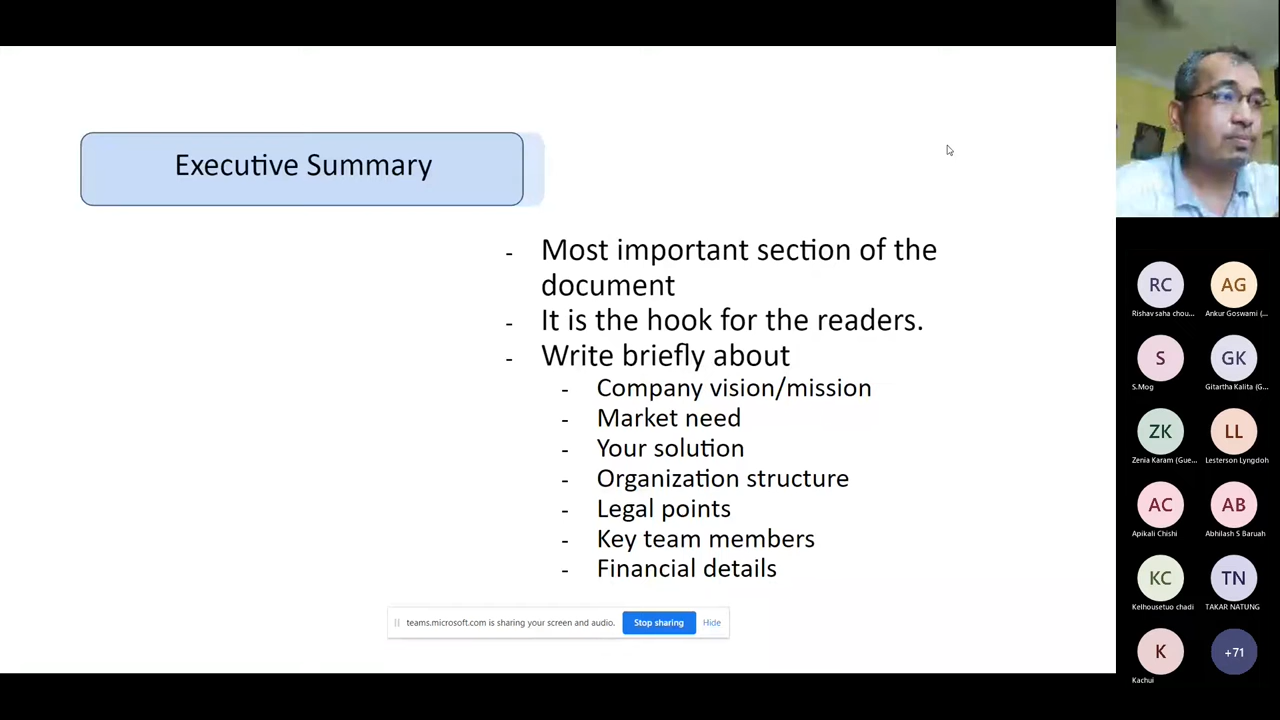 Executive Summary
- Most important section of the
document
- It is the hook for the readers.
- Write briefly about
- Company vision/mission
- Market need
- Your solution
- Organization structure
- Legal points
- Key team members
- Financial details
teams.microsoft.com is sharing your screen and audio. Stop sharing Hide
RC AG
Rishav saha chou... Ankur Goswami (...
S GK
S.Mog Gitartha Kalita (G...
ZK LL
Zenia Karam (Gue... Lesterson Lyngdoh
AC AB
Apikali Chishi Abhilash S Baruah
KC TN
Kelhousetuo chadi TAKAR NATUNG
K +71
Kachui